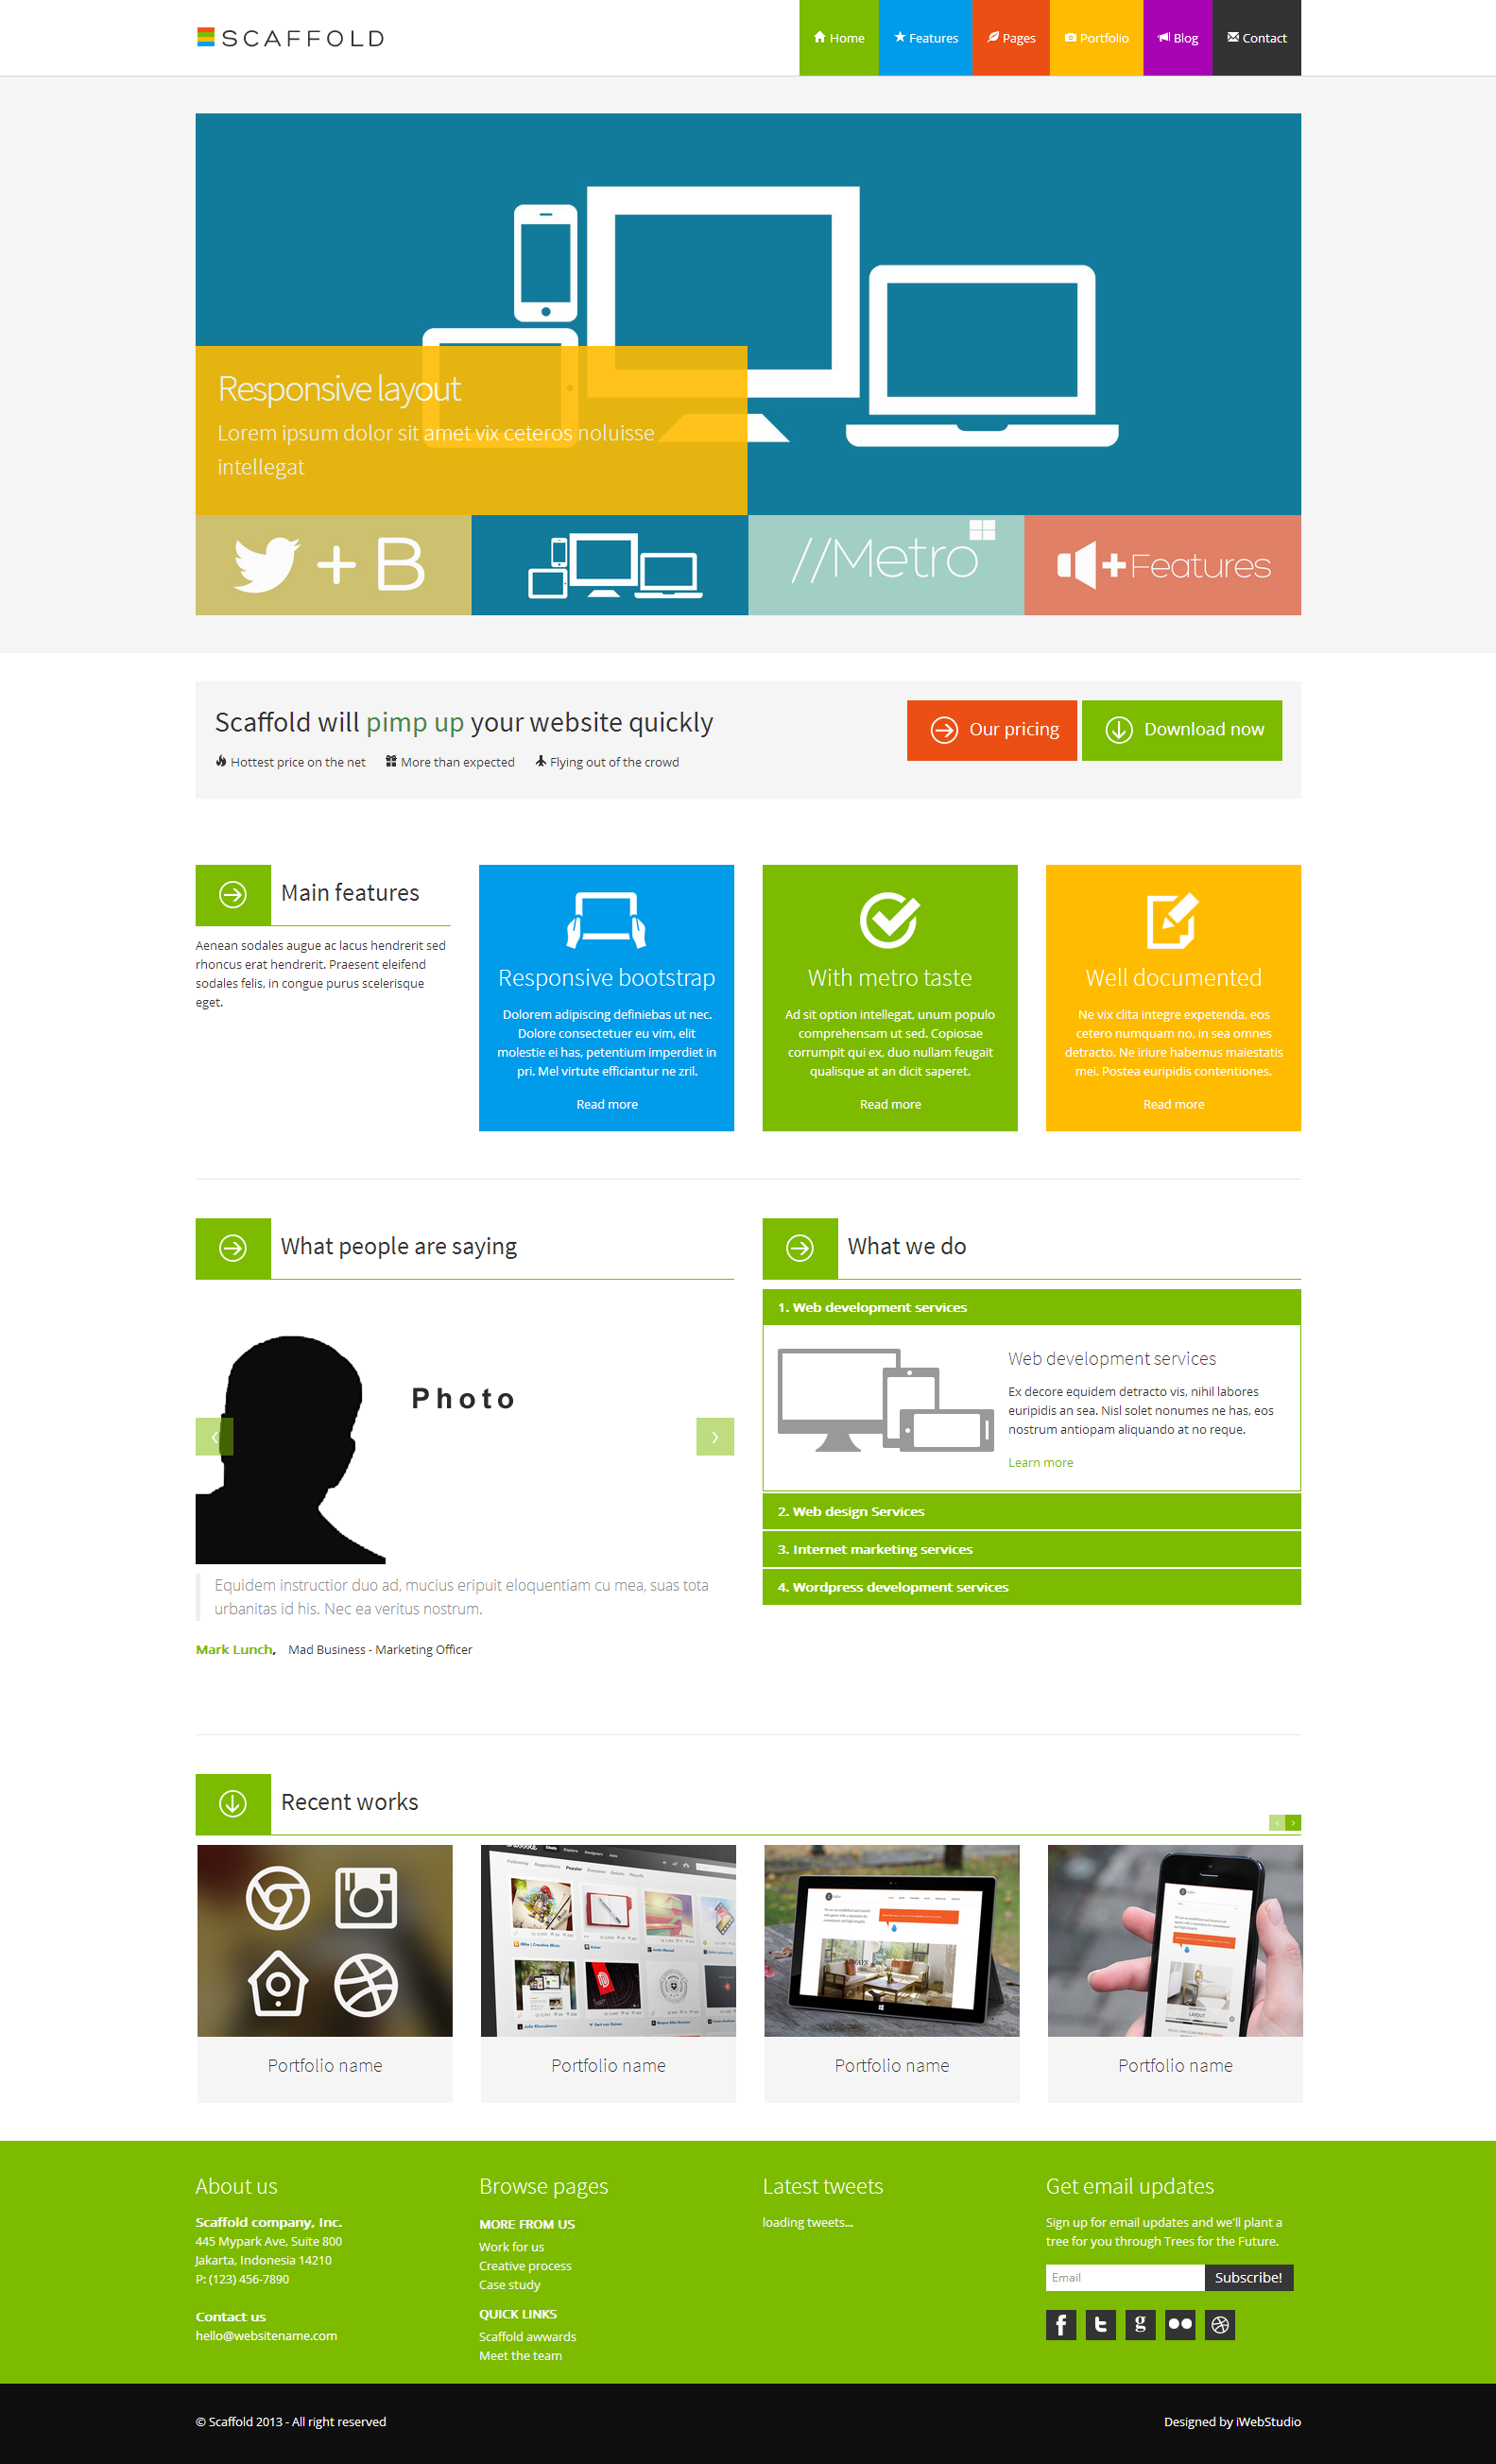 SCAFFOLD
Home
Features
Pages
Portfolio
Blog
Contact
Responsive layout
Lorem ipsum dolor sit amet vix ceteros noluisse
intellegat
+ B
//Metro
+Features
Scaffold will pimp up your website quickly
Hottest price on the net
More than expected
Flying out of the crowd
Our pricing
Download now
Main features
Aenean sodales augue ac lacus hendrerit sed
rhoncus erat hendrerit. Praesent eleifend
sodales felis, in congue purus scelerisque
eget.
Responsive bootstrap
Dolorem adipiscing definiebas ut nec.
Dolore consectetuer eu vim, elit
molestie ei has, petentium imperdiet in
pri. Mel virtute efficiantur ne zril.
Read more
With metro taste
Ad sit option intellegat, unum populo
comprehensam ut sed. Copiosae
corrumpit qui ex, duo nullam feugait
qualisque at an dicit saperet.
Read more
Well documented
Ne vix clita integre expetenda, eos
cetero numquam no, in sea omnes
detracto. Ne iriure habemus maiestatis
mei. Postea euripidis contentiones.
Read more
What people are saying
Photo
Equidem instructior duo ad, mucius eripuit eloquentiam cu mea, suas tota
urbanitas id his. Nec ea veritus nostrum.
Mark Lunch, Mad Business - Marketing Officer
What we do
1. Web development services
Web development services
Ex decore equidem detracto vis, nihil labores
euripidis an sea. Nisl solet nonumes ne has, eos
nostrum antiopam aliquando at no reque.
Learn more
2. Web design Services
3. Internet marketing services
4. Wordpress development services
Recent works
Portfolio name
Portfolio name
Portfolio name
Portfolio name
About us
Scaffold company, Inc.
445 Mypark Ave, Suite 800
Jakarta, Indonesia 14210
P: (123) 456-7890
Contact us
hello@websitename.com
Browse pages
MORE FROM US
Work for us
Creative process
Case study
QUICK LINKS
Scaffold awwards
Meet the team
Latest tweets
loading tweets...
Get email updates
Sign up for email updates and we'll plant a
tree for you through Trees for the Future.
Email
Subscribe!
© Scaffold 2013 - All right reserved
Designed by iWebStudio